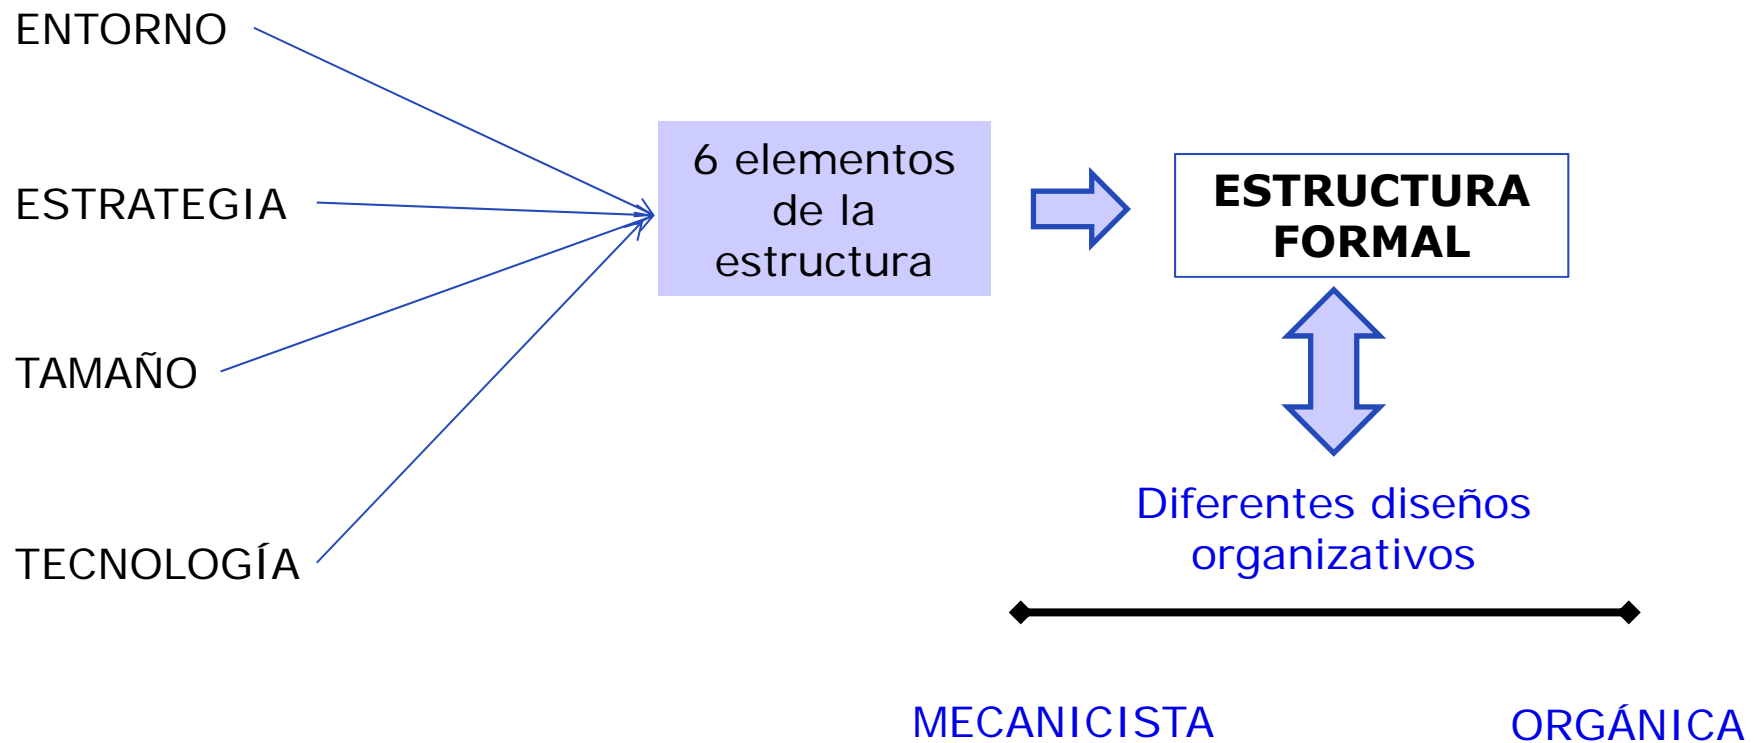 ENTORNO
ESTRATEGIA
TAMAÑO
TECNOLOGÍA
6 elementos
de la
estructura
ESTRUCTURA
FORMAL
Diferentes diseños
organizativos
MECANICISTA
ORGÁNICA